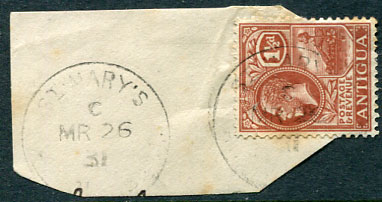 ST. MARY'S
C
MR 26
31
1½d
POSTAGE
& REVENUE
ANTIGUA